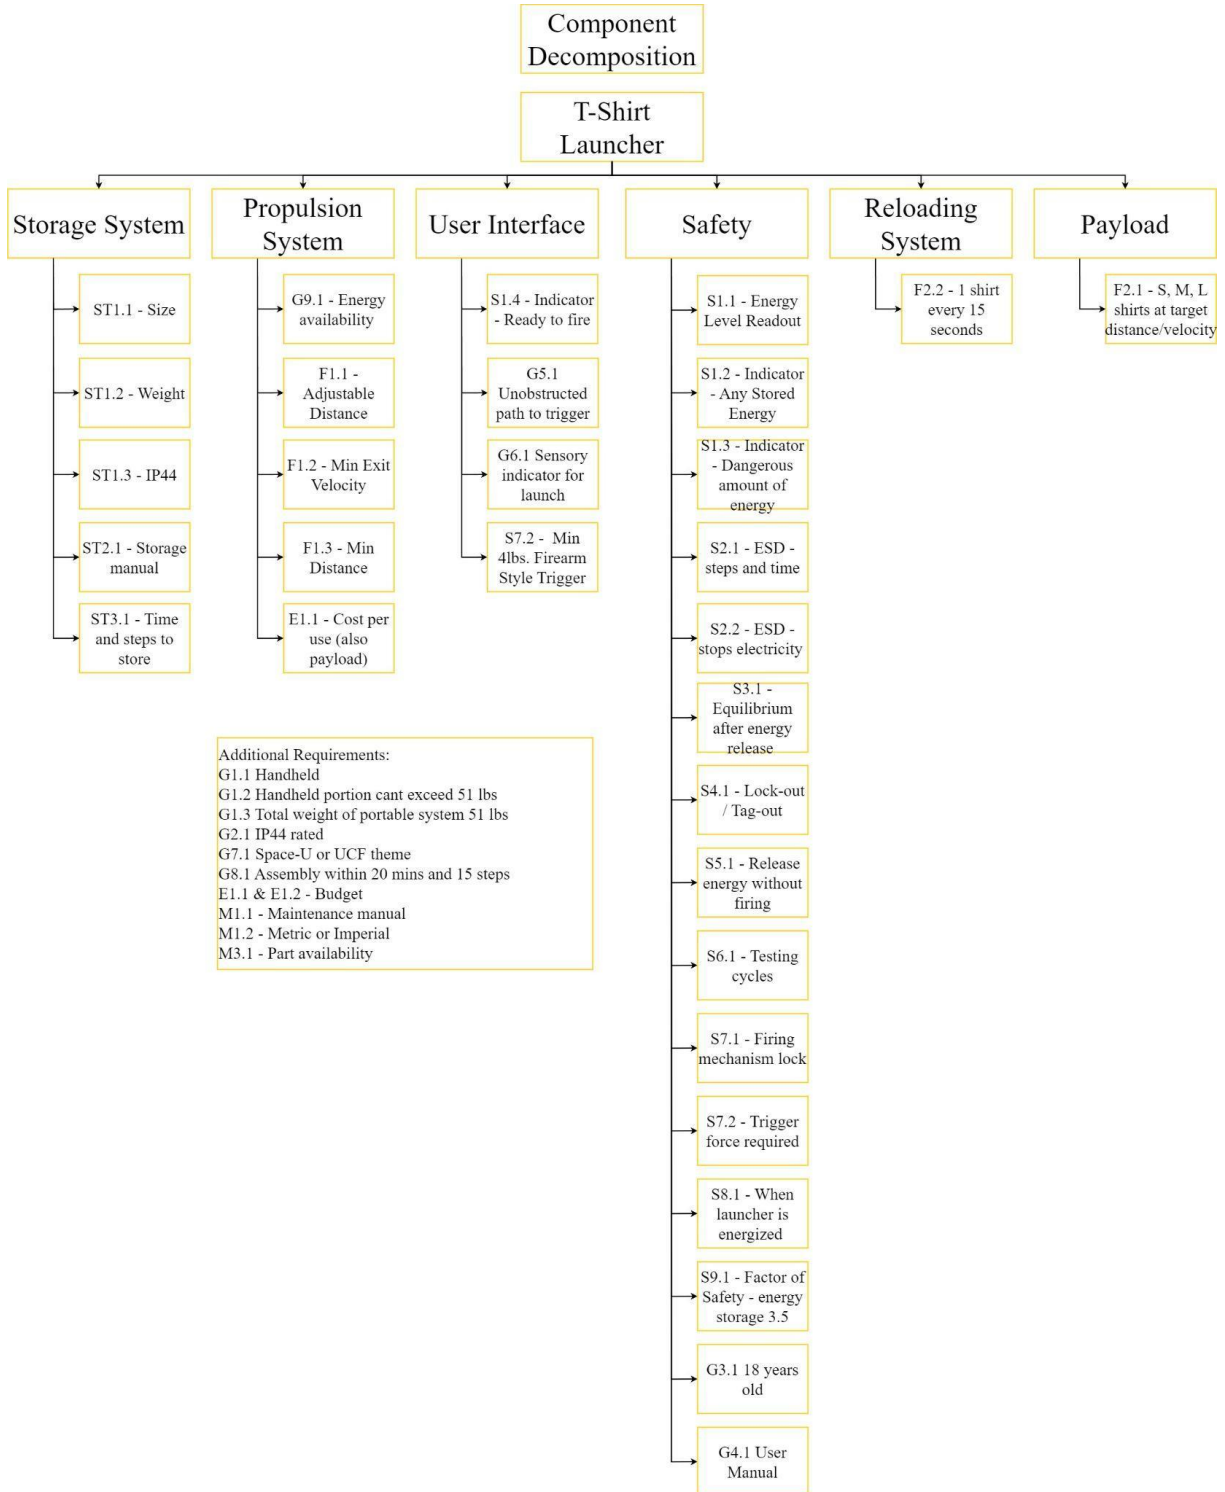 Component
Decomposition
T-Shirt
Launcher
Storage System
ST1.1 - Size
ST1.2 - Weight
ST1.3 - IP44
ST2.1 - Storage
manual
ST3.1 - Time
and steps to
store
Propulsion
System
G9.1 - Energy
availability
F1.1 -
Adjustable
Distance
F1.2 - Min Exit
Velocity
F1.3 - Min
Distance
E1.1 - Cost per
use (also
payload)
User Interface
S1.4 - Indicator
- Ready to fire
G5.1
Unobstructed
path to trigger
G6.1 Sensory
indicator for
launch
S7.2 - Min
4lbs. Firearm
Style Trigger
Safety
S1.1 - Energy
Level Readout
S1.2 - Indicator
- Any Stored
Energy
S1.3 - Indicator
- Dangerous
amount of
energy
S2.1 - ESD -
steps and time
S2.2 - ESD -
stops electricity
S3.1 -
Equilibrium
after energy
release
S4.1 - Lock-out
/ Tag-out
S5.1 - Release
energy without
firing
S6.1 - Testing
cycles
S7.1 - Firing
mechanism lock
S7.2 - Trigger
force required
S8.1 - When
launcher is
energized
S9.1 - Factor of
Safety - energy
storage 3.5
G3.1 18 years
old
G4.1 User
Manual
Reloading
System
F2.2 - 1 shirt
every 15
seconds
Payload
F2.1 - S, M, L
shirts at target
distance/velocity
Additional Requirements:
G1.1 Handheld
G1.2 Handheld portion cant exceed 51 lbs
G1.3 Total weight of portable system 51 lbs
G2.1 IP44 rated
G7.1 Space-U or UCF theme
G8.1 Assembly within 20 mins and 15 steps
E1.1 & E1.2 - Budget
M1.1 - Maintenance manual
M1.2 - Metric or Imperial
M3.1 - Part availability